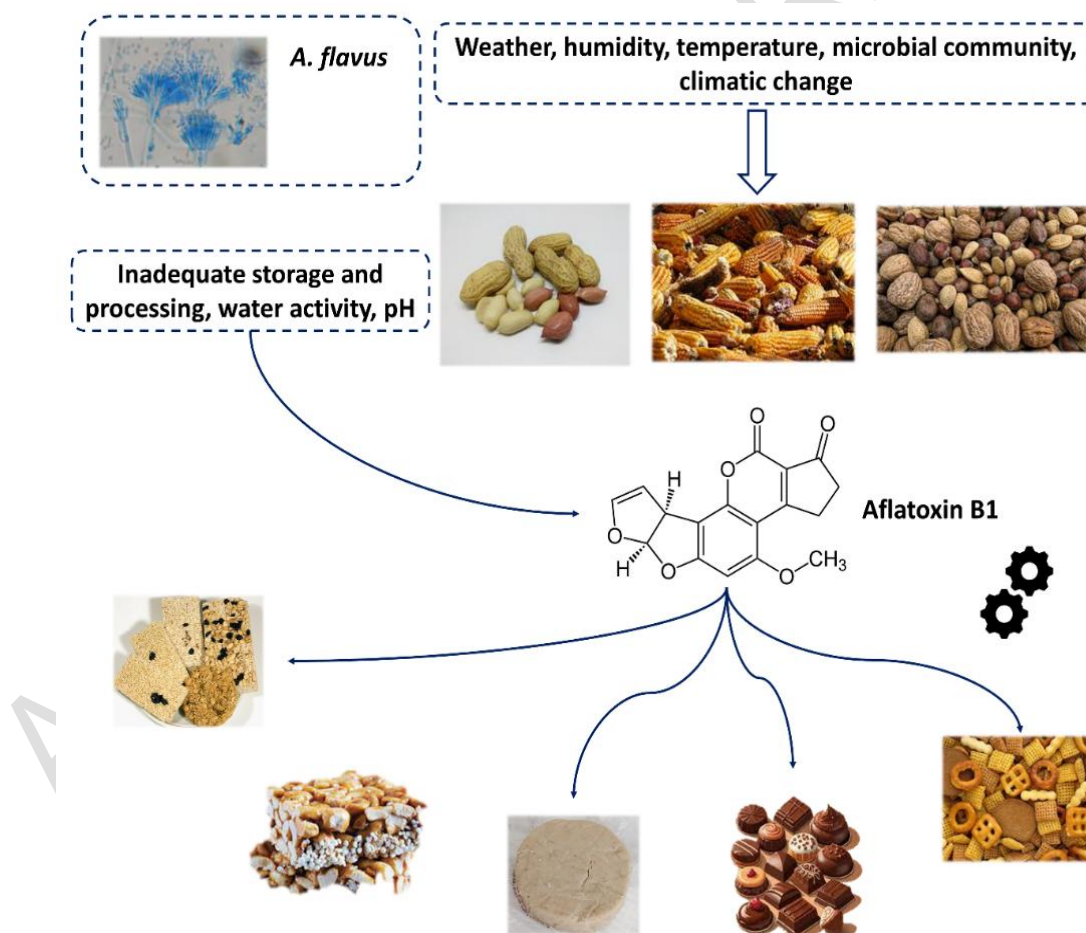 A. flavus
Weather, humidity, temperature, microbial community,
climatic change
Inadequate storage and
processing, water activity, pH
O
O
O
H
O
H
O
O
CH3
Aflatoxin B1